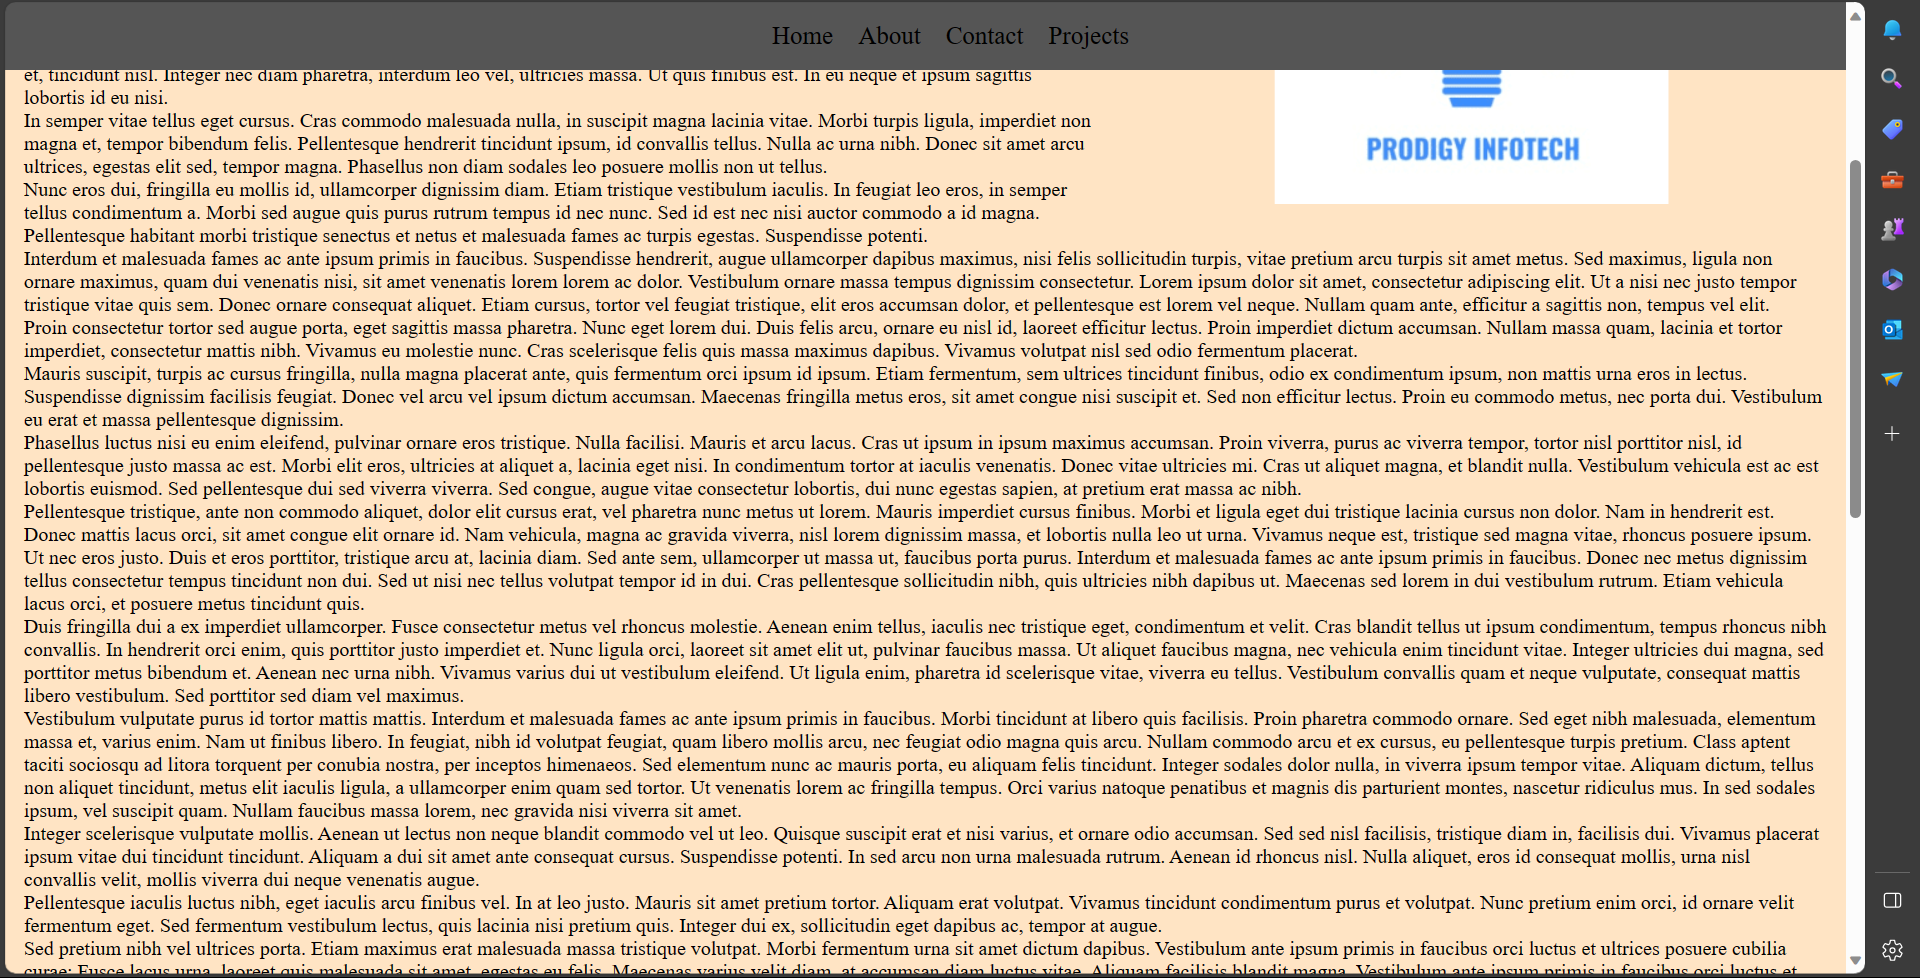 Home About Contact Projects
et, tincidunt nisl. Integer nec diam pharetra, interdum leo vel, ultricies massa. Ut quis finibus est. In eu neque et ipsum sagittis
lobortis id eu nisi.
In semper vitae tellus eget cursus. Cras commodo malesuada nulla, in suscipit magna lacinia vitae. Morbi turpis ligula, imperdiet non
magna et, tempor bibendum felis. Pellentesque hendrerit tincidunt ipsum, id convallis tellus. Nulla ac urna nibh. Donec sit amet arcu
ultrices, egestas elit sed, tempor magna. Phasellus non diam sodales leo posuere mollis non ut tellus.
Nunc eros dui, fringilla eu mollis id, ullamcorper dignissim diam. Etiam tristique vestibulum iaculis. In feugiat leo eros, in semper
tellus condimentum a. Morbi sed augue quis purus rutrum tempus id nec nunc. Sed id est nec nisi auctor commodo a id magna.
Pellentesque habitant morbi tristique senectus et netus et malesuada fames ac turpis egestas. Suspendisse potenti.
PRODIGY INFOTECH
Interdum et malesuada fames ac ante ipsum primis in faucibus. Suspendisse hendrerit, augue ullamcorper dapibus maximus, nisi felis sollicitudin turpis, vitae pretium arcu turpis sit amet metus. Sed maximus, ligula non
ornare maximus, quam dui venenatis nisi, sit amet venenatis lorem lorem ac dolor. Vestibulum ornare massa tempus dignissim consectetur. Lorem ipsum dolor sit amet, consectetur adipiscing elit. Ut a nisi nec justo tempor
tristique vitae quis sem. Donec ornare consequat aliquet. Etiam cursus, tortor vel feugiat tristique, elit eros accumsan dolor, et pellentesque est lorem vel neque. Nullam quam ante, efficitur a sagittis non, tempus vel elit.
Proin consectetur tortor sed augue porta, eget sagittis massa pharetra. Nunc eget lorem dui. Duis felis arcu, ornare eu nisl id, laoreet efficitur lectus. Proin imperdiet dictum accumsan. Nullam massa quam, lacinia et tortor
imperdiet, consectetur mattis nibh. Vivamus eu molestie nunc. Cras scelerisque felis quis massa maximus dapibus. Vivamus volutpat nisl sed odio fermentum placerat.
Mauris suscipit, turpis ac cursus fringilla, nulla magna placerat ante, quis fermentum orci ipsum id ipsum. Etiam fermentum, sem ultrices tincidunt finibus, odio ex condimentum ipsum, non mattis urna eros in lectus.
Suspendisse dignissim facilisis feugiat. Donec vel arcu vel ipsum dictum accumsan. Maecenas fringilla metus eros, sit amet congue nisi suscipit et. Sed non efficitur lectus. Proin eu commodo metus, nec porta dui. Vestibulum
eu erat et massa pellentesque dignissim.
Phasellus luctus nisi eu enim eleifend, pulvinar ornare eros tristique. Nulla facilisi. Mauris et arcu lacus. Cras ut ipsum in ipsum maximus accumsan. Proin viverra, purus ac viverra tempor, tortor nisl porttitor nisl, id
pellentesque justo massa ac est. Morbi elit eros, ultricies at aliquet a, lacinia eget nisi. In condimentum tortor at iaculis venenatis. Donec vitae ultricies mi. Cras ut aliquet magna, et blandit nulla. Vestibulum vehicula est ac est
lobortis euismod. Sed pellentesque dui sed viverra viverra. Sed congue, augue vitae consectetur lobortis, dui nunc egestas sapien, at pretium erat massa ac nibh.
Pellentesque tristique, ante non commodo aliquet, dolor elit cursus erat, vel pharetra nunc metus ut lorem. Mauris imperdiet cursus finibus. Morbi et ligula eget dui tristique lacinia cursus non dolor. Nam in hendrerit est.
Donec mattis lacus orci, sit amet congue elit ornare id. Nam vehicula, magna ac gravida viverra, nisl lorem dignissim massa, et lobortis nulla leo ut urna. Vivamus neque est, tristique sed magna vitae, rhoncus posuere ipsum.
Ut nec eros justo. Duis et eros porttitor, tristique arcu at, lacinia diam. Sed ante sem, ullamcorper ut massa ut, faucibus porta purus. Interdum et malesuada fames ac ante ipsum primis in faucibus. Donec nec metus dignissim
tellus consectetur tempus tincidunt non dui. Sed ut nisi nec tellus volutpat tempor id in dui. Cras pellentesque sollicitudin nibh, quis ultricies nibh dapibus ut. Maecenas sed lorem in dui vestibulum rutrum. Etiam vehicula
lacus orci, et posuere metus tincidunt quis.
Duis fringilla dui a ex imperdiet ullamcorper. Fusce consectetur metus vel rhoncus molestie. Aenean enim tellus, iaculis nec tristique eget, condimentum et velit. Cras blandit tellus ut ipsum condimentum, tempus rhoncus nibh
convallis. In hendrerit orci enim, quis porttitor justo imperdiet et. Nunc ligula orci, laoreet sit amet elit ut, pulvinar faucibus massa. Ut aliquet faucibus magna, nec vehicula enim tincidunt vitae. Integer ultricies dui magna, sed
porttitor metus bibendum et. Aenean nec urna nibh. Vivamus varius dui ut vestibulum eleifend. Ut ligula enim, pharetra id scelerisque vitae, viverra eu tellus. Vestibulum convallis quam et neque vulputate, consequat mattis
libero vestibulum. Sed porttitor sed diam vel maximus.
Vestibulum vulputate purus id tortor mattis mattis. Interdum et malesuada fames ac ante ipsum primis in faucibus. Morbi tincidunt at libero quis facilisis. Proin pharetra commodo ornare. Sed eget nibh malesuada, elementum
massa et, varius enim. Nam ut finibus libero. In feugiat, nibh id volutpat feugiat, quam libero mollis arcu, nec feugiat odio magna quis arcu. Nullam commodo arcu et ex cursus, eu pellentesque turpis pretium. Class aptent
taciti sociosqu ad litora torquent per conubia nostra, per inceptos himenaeos. Sed elementum nunc ac mauris porta, eu aliquam felis tincidunt. Integer sodales dolor nulla, in viverra ipsum tempor vitae. Aliquam dictum, tellus
non aliquet tincidunt, metus elit iaculis ligula, a ullamcorper enim quam sed tortor. Ut venenatis lorem ac fringilla tempus. Orci varius natoque penatibus et magnis dis parturient montes, nascetur ridiculus mus. In sed sodales
ipsum, vel suscipit quam. Nullam faucibus massa lorem, nec gravida nisi viverra sit amet.
Integer scelerisque vulputate mollis. Aenean ut lectus non neque blandit commodo vel ut leo. Quisque suscipit erat et nisi varius, et ornare odio accumsan. Sed sed nisl facilisis, tristique diam in, facilisis dui. Vivamus placerat
ipsum vitae dui tincidunt tincidunt. Aliquam a dui sit amet ante consequat cursus. Suspendisse potenti. In sed arcu non urna malesuada rutrum. Aenean id rhoncus nisl. Nulla aliquet, eros id consequat mollis, urna nisl
convallis velit, mollis viverra dui neque venenatis augue.
Pellentesque iaculis luctus nibh, eget iaculis arcu finibus vel. In at leo justo. Mauris sit amet pretium tortor. Aliquam erat volutpat. Vivamus tincidunt condimentum purus et volutpat. Nunc pretium enim orci, id ornare velit
fermentum eget. Sed fermentum vestibulum lectus, quis lacinia nisi pretium quis. Integer dui ex, sollicitudin eget dapibus ac, tempor at augue.
Sed pretium nibh vel ultrices porta. Etiam maximus erat malesuada massa tristique volutpat. Morbi fermentum urna sit amet dictum dapibus. Vestibulum ante ipsum primis in faucibus orci luctus et ultrices posuere cubilia
curae; Fusce lacus urna, laoreet quis malesuada sit amet, egestas eu felis. Maecenas varius velit diam, at accumsan diam luctus vitae. Aliquam facilisis blandit magna. Vestibulum ante ipsum primis in faucibus orci luctus et